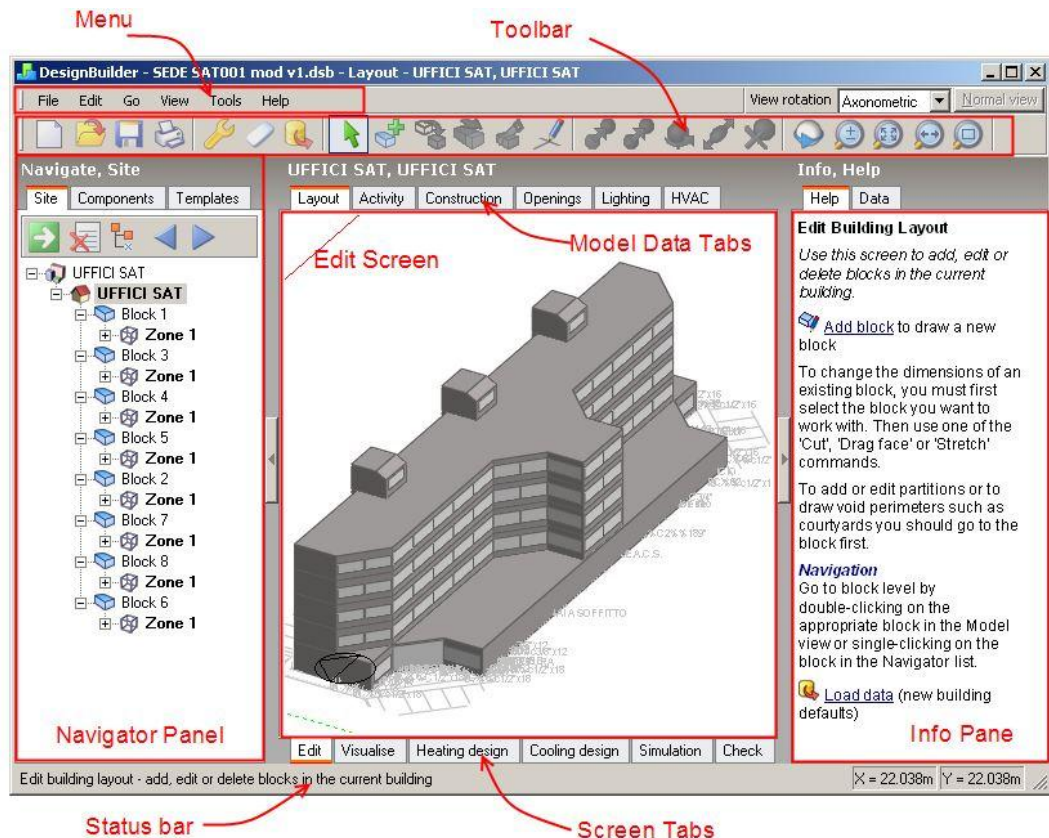 Menu
Toolbar
DesignBuilder - SEDE SAT001 mod v1.dsb - Layout - UFFICI SAT, UFFICI SAT
File Edit Go View Tools Help
View rotation Axonometric Normal view
Navigate, Site
Site Components Templates
UFFICI SAT
UFFICI SAT
Block 1
Zone 1
Block 3
Zone 1
Block 4
Zone 1
Block 5
Zone 1
Block 2
Zone 1
Block 7
Zone 1
Block 8
Zone 1
Block 6
Zone 1
Navigator Panel
UFFICI SAT, UFFICI SAT
Layout Activity Construction Openings Lighting HVAC
Model Data Tabs
Edit Screen
Edit Visualise Heating design Cooling design Simulation Check
Info, Help
Help Data
Edit Building Layout
Use this screen to add, edit or
delete blocks in the current
building.
Add block to draw a new
block
To change the dimensions of an
existing block, you must first
select the block you want to
work with. Then use one of the
'Cut', 'Drag face' or 'Stretch'
commands.
To add or edit partitions or to
draw void perimeters such as
courtyards you should go to the
block first.
Navigation
Go to block level by
double-clicking on the
appropriate block in the Model
view or single-clicking on the
block in the Navigator list.
Load data (new building
defaults)
Info Pane
Edit building layout - add, edit or delete blocks in the current building
X = 22.038m Y = 22.038m
Status bar
Screen Tabs